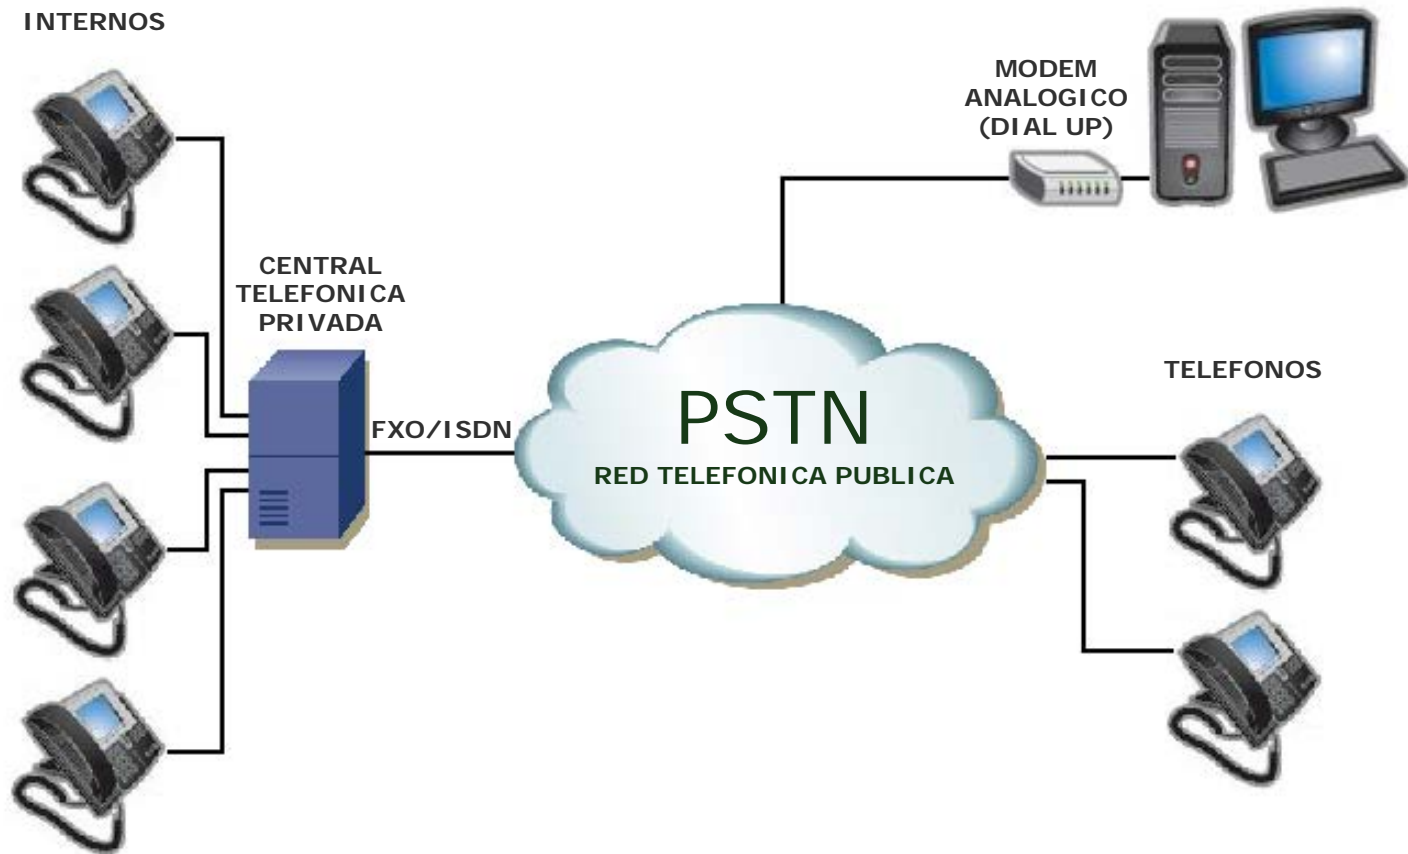 INTERNOS
MODEM
ANALOGICO
(DIAL UP)
CENTRAL
TELEFONICA
PRIVADA
FXO/ISDN
PSTN
RED TELEFONICA PUBLICA
TELEFONOS